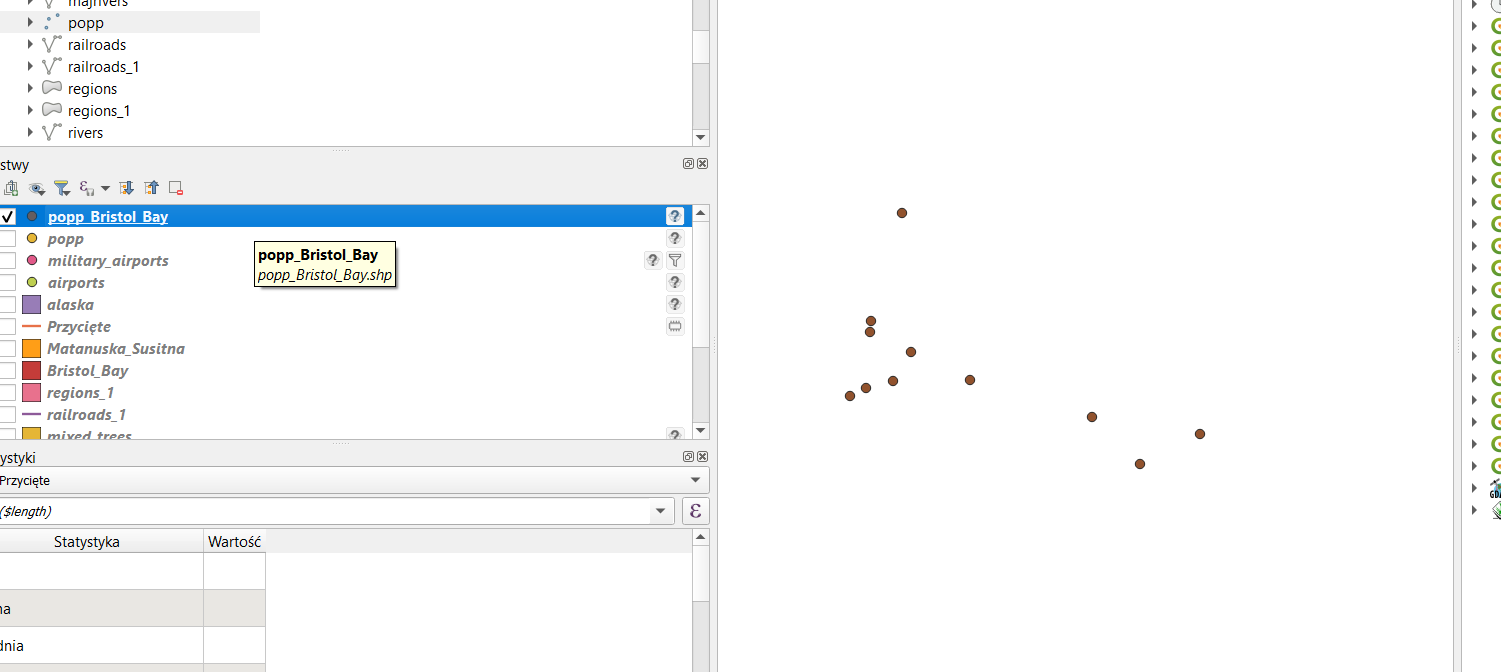 majrivers
popp
railroads
railroads_1
regions
regions_1
rivers
stwy
popp_Bristol_Bay
popp
military_airports
airports
alaska
Przycięte
Matanuska_Susitna
Bristol_Bay
regions_1
railroads_1
mixed_trees
popp_Bristol_Bay
popp_Bristol_Bay.shp
ystyki
Przycięte
($length)
ε
Statystyka Wartość
na
dnia